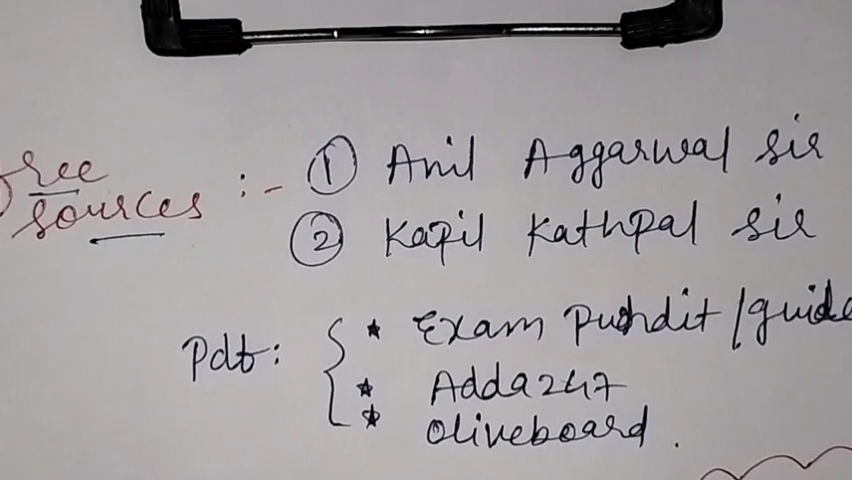 Free sources :- ① Anil Aggarwal sir
② Kapil Kathpal sir
Pdf : { * Exam Pundit / guide
* Adda247
* Oliveboard .